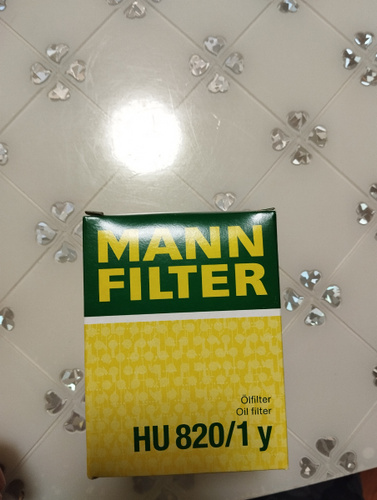 MANN
FILTER
Ölfilter
Oil filter
HU 820/1 y